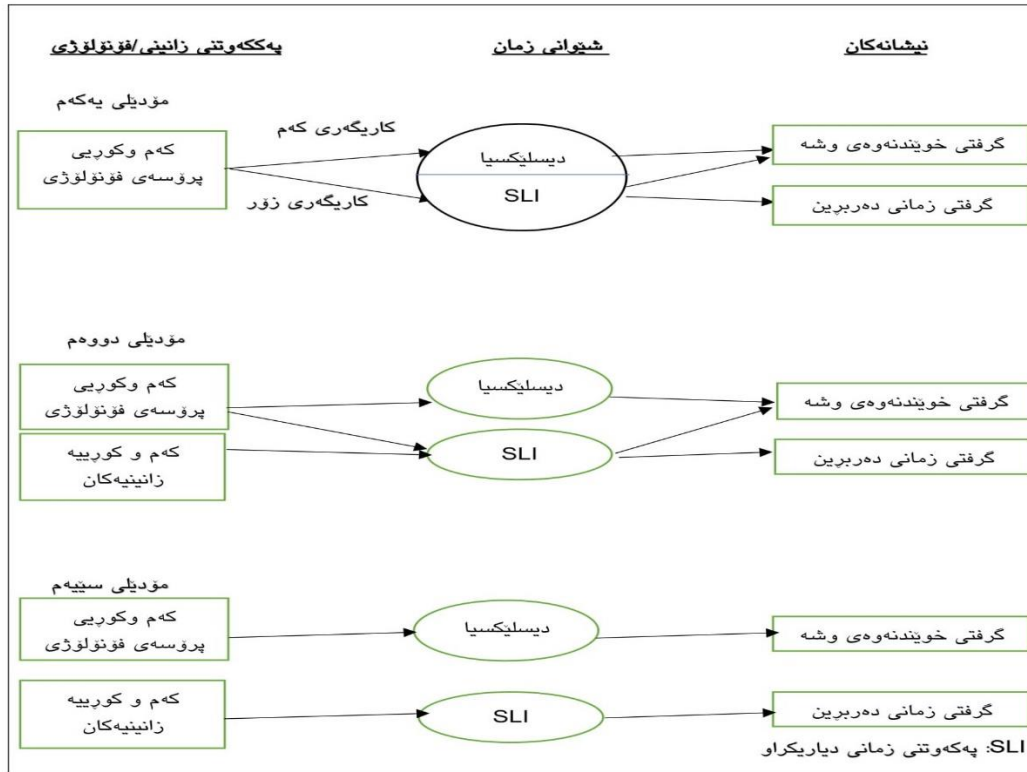 نیشانەکان
شێوانی زمان
پەککەوتنی زانینی/فۆنۆلۆژی
مۆدێلی یەکەم
کەم وکوڕیی
پرۆسەی فۆنۆلۆژی
کاریگەری کەم
کاریگەری زۆر
دیسلێکسیا
SLI
گرفتی خوێندنەوەی وشە
گرفتی زمانی دەربڕین
مۆدێلی دووەم
کەم وکوڕیی
پرۆسەی فۆنۆلۆژی
کەم و کوڕییە
زانینیەکان
دیسلێکسیا
SLI
گرفتی خوێندنەوەی وشە
گرفتی زمانی دەربڕین
مۆدێلی سێیەم
کەم وکوڕیی
پرۆسەی فۆنۆلۆژی
دیسلێکسیا
گرفتی خوێندنەوەی وشە
کەم و کوڕییە
زانینیەکان
SLI
گرفتی زمانی دەربڕین
SLI: پەکەوتنی زمانی دیاریکراو